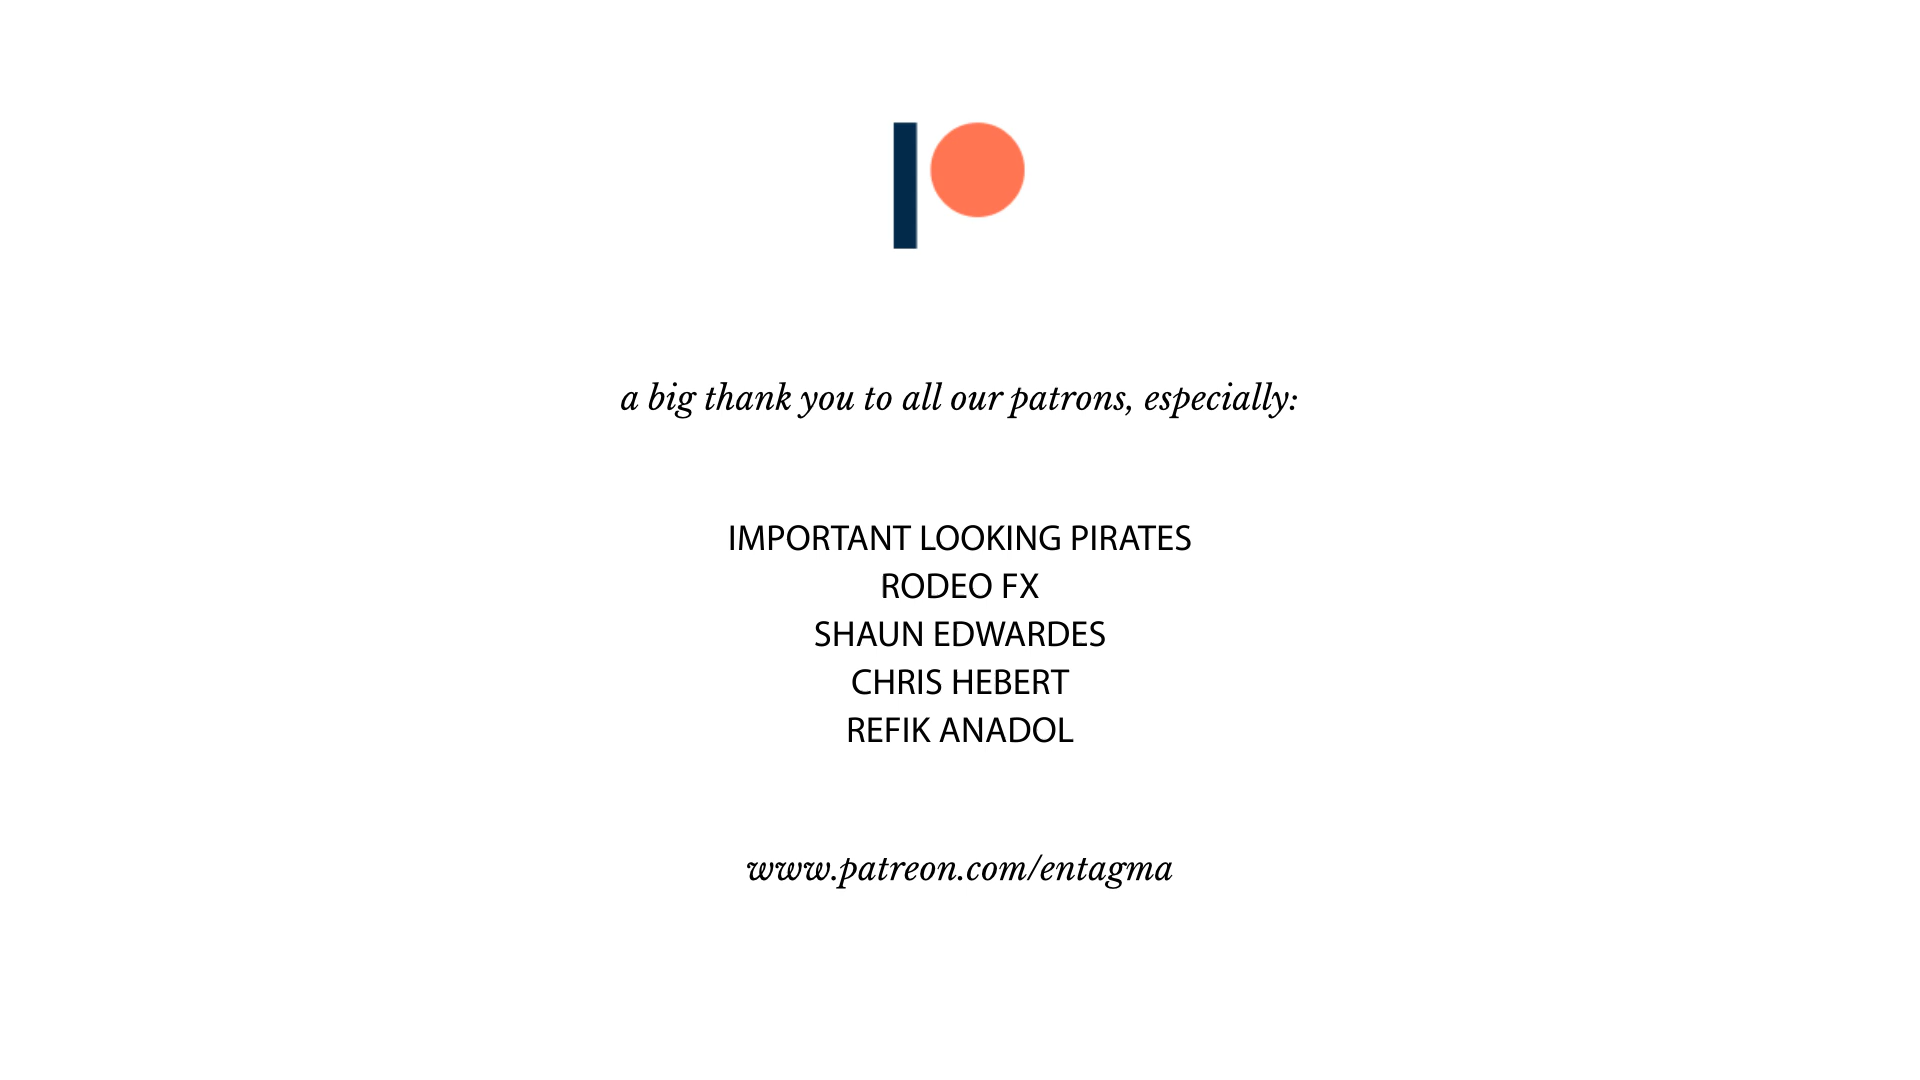 a big thank you to all our patrons, especially:
IMPORTANT LOOKING PIRATES
RODEO FX
SHAUN EDWARDES
CHRIS HEBERT
REFIK ANADOL
www.patreon.com/entagma